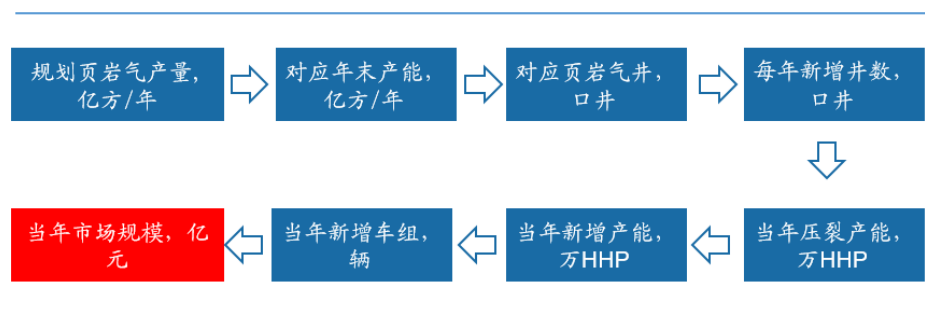 规划页岩气产量,
亿方/年
对应年末产能,
亿方/年
对应页岩气井,
口井
每年新增井数,
口井
当年压裂产能,
万HHP
当年新增产能,
万HHP
当年新增车组,
辆
当年市场规模, 亿
元